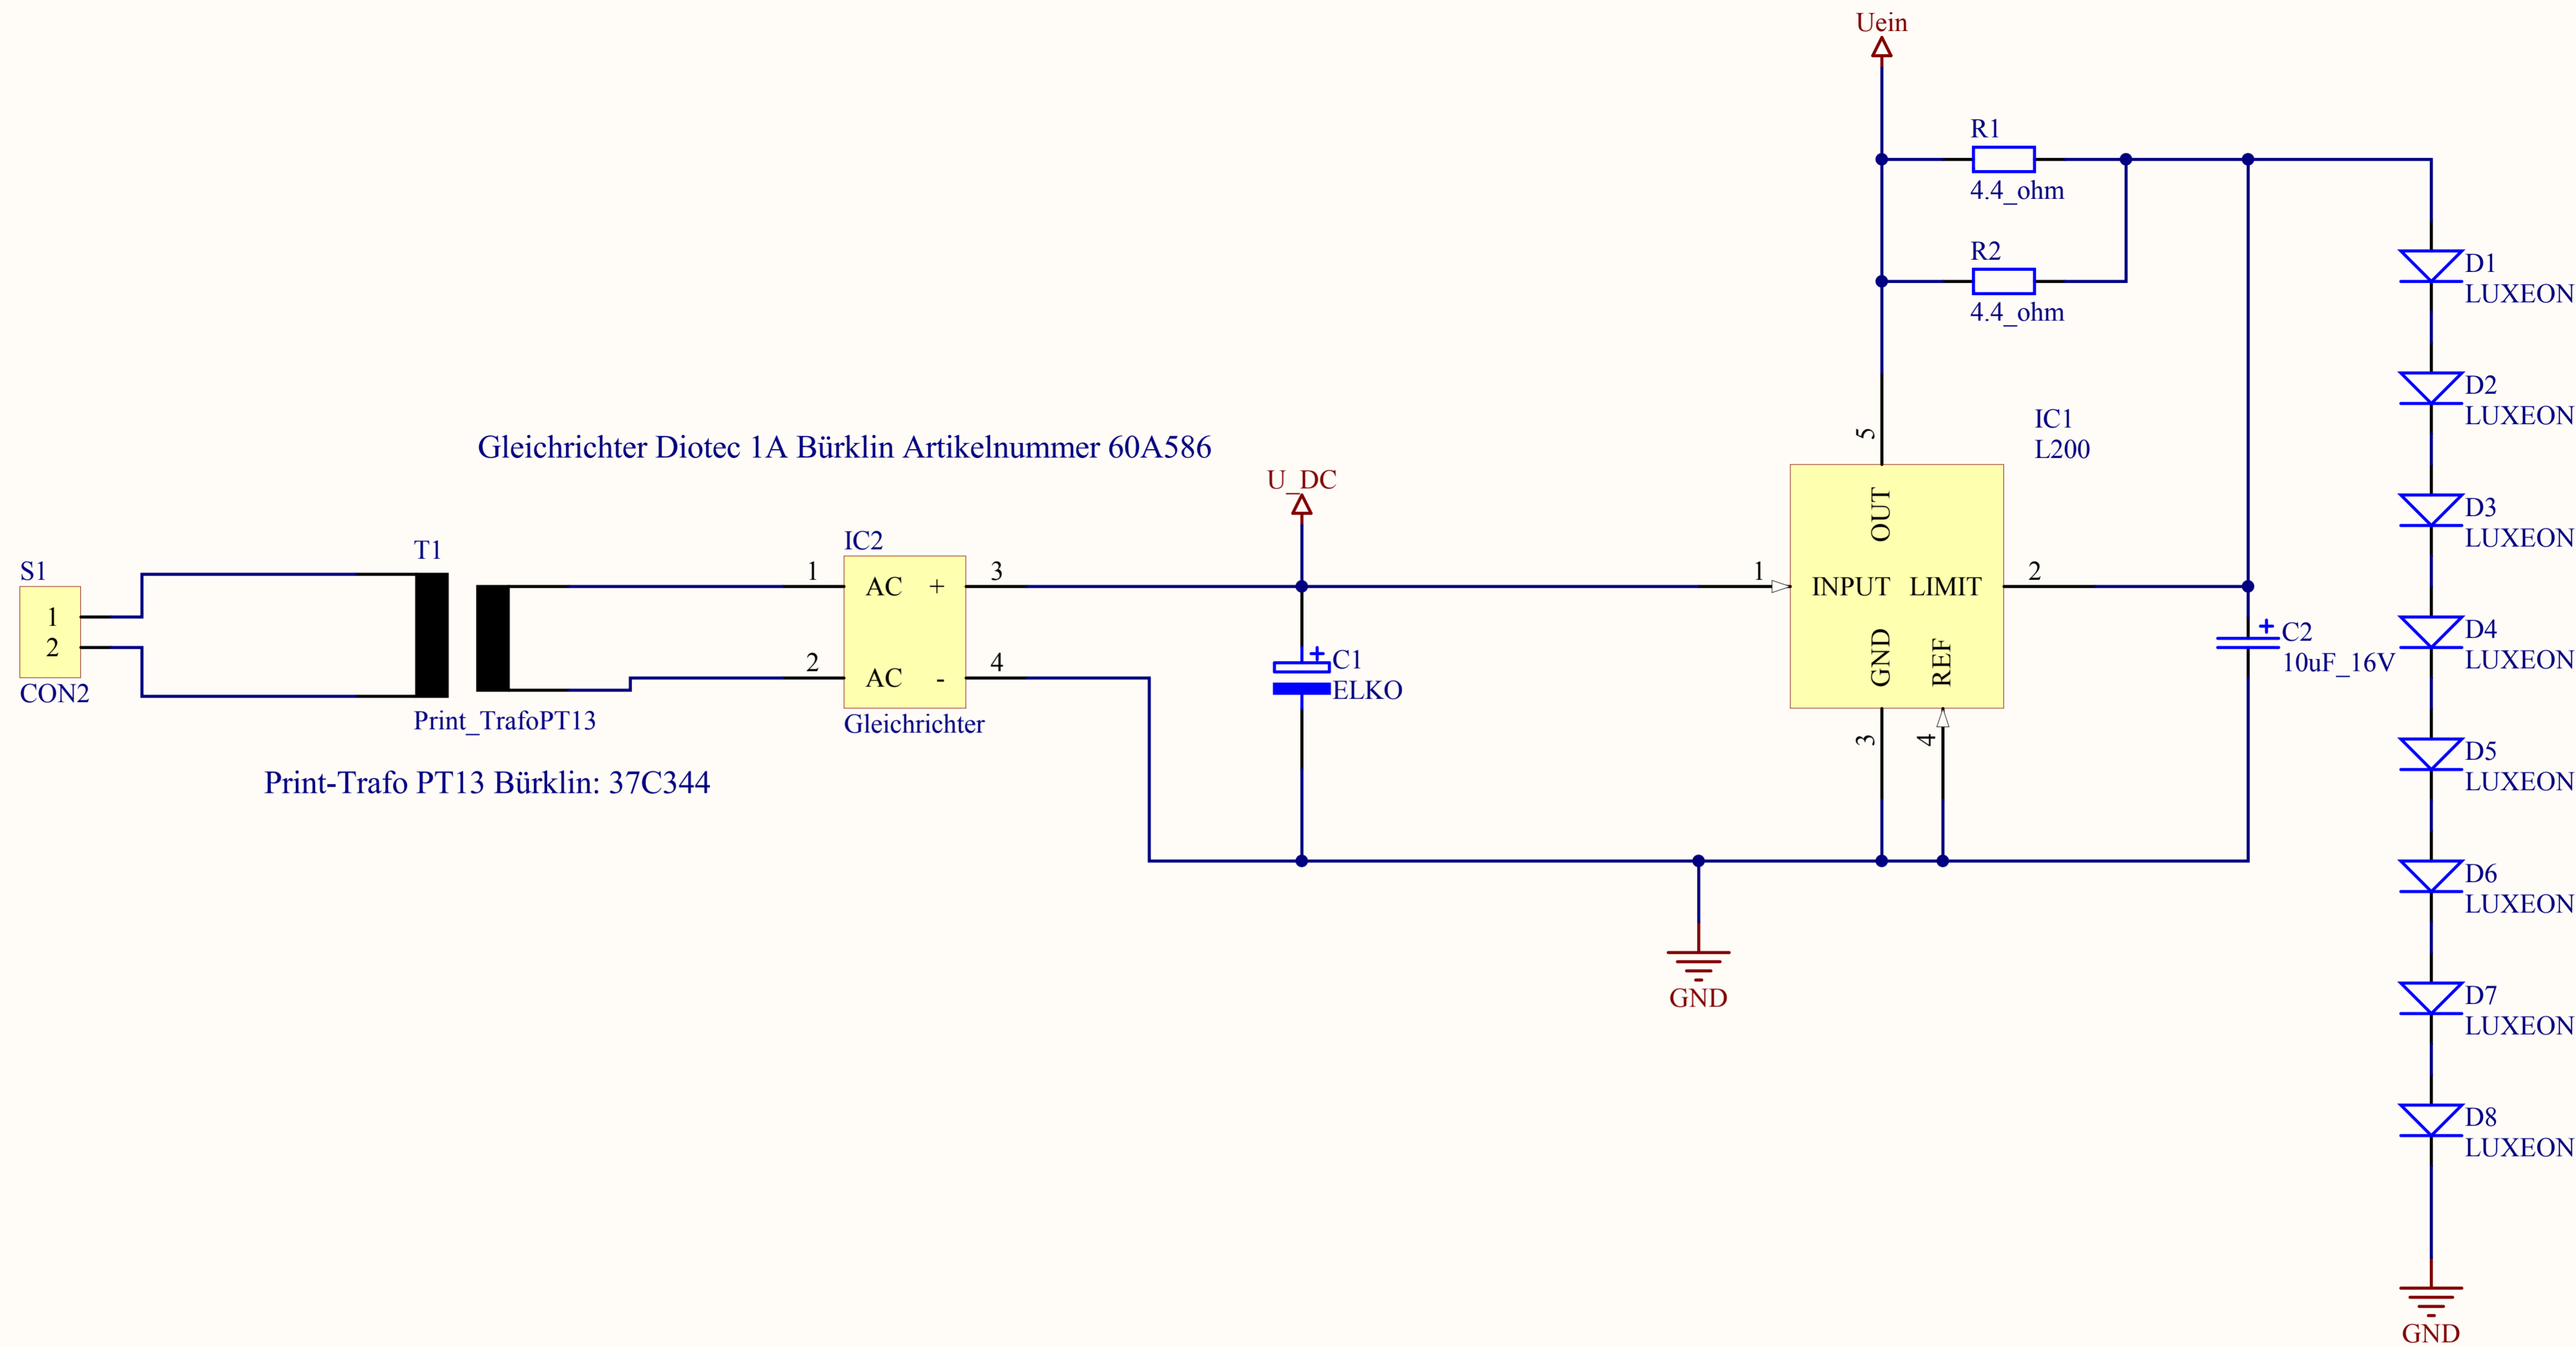 Uein
R1
4.4_ohm
R2
4.4_ohm
D1
LUXEON
D2
LUXEON
IC1
L200
5
Gleichrichter Diotec 1A Bürklin Artikelnummer 60A586
U_DC
OUT
D3
LUXEON
S1
1
2
CON2
T1
Print_TrafoPT13
Print-Trafo PT13 Bürklin: 37C344
IC2
1
AC
+
3
2
AC
-
4
Gleichrichter
+
C1
ELKO
1
INPUT
LIMIT
2
GND
REF
3
4
+
C2
10uF_16V
D4
LUXEON
D5
LUXEON
D6
LUXEON
GND
D7
LUXEON
D8
LUXEON
GND